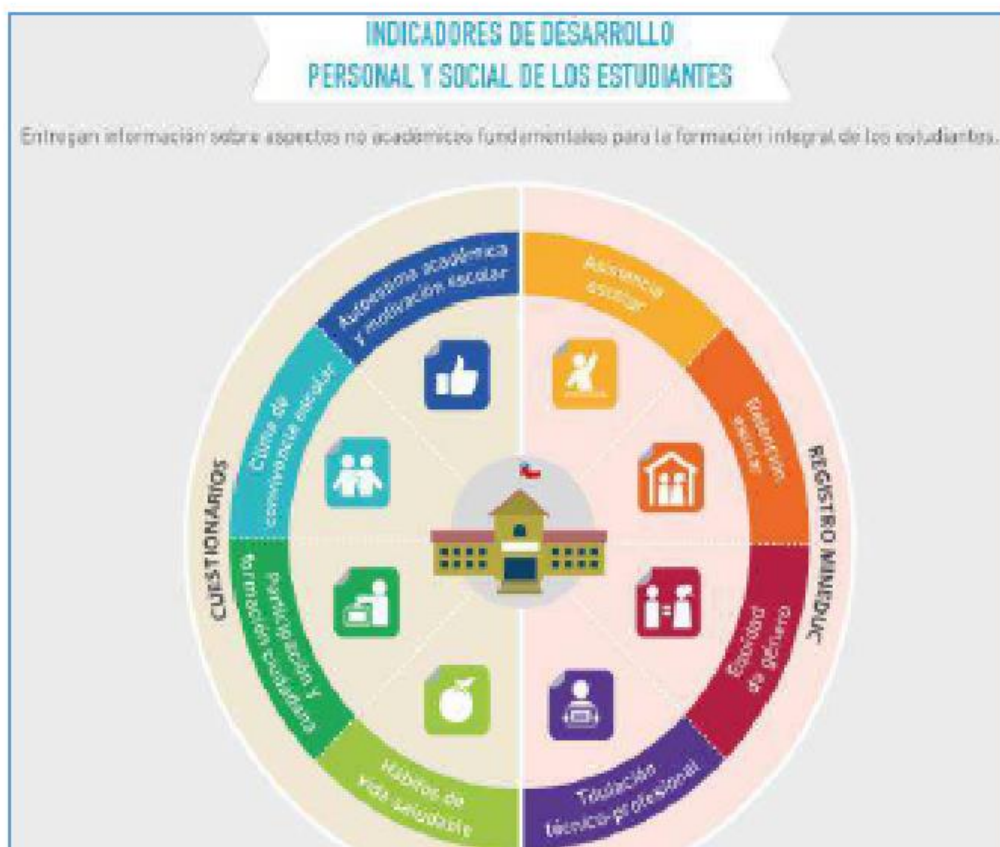 INDICADORES DE DESARROLLO
PERSONAL Y SOCIAL DE LOS ESTUDIANTES
Entregan información sobre aspectos no académicos fundamentales para la formación integral de los estudiantes.
CUESTIONARIOS
Autoestima académica
y motivación escolar
Clima de
convivencia escolar
Participación y
formación ciudadana
Hábitos de
vida saludable
Asistencia
escolar
Retención
escolar
Equidad
de género
Titulación
técnico-profesional
REGISTRO MINEDUC